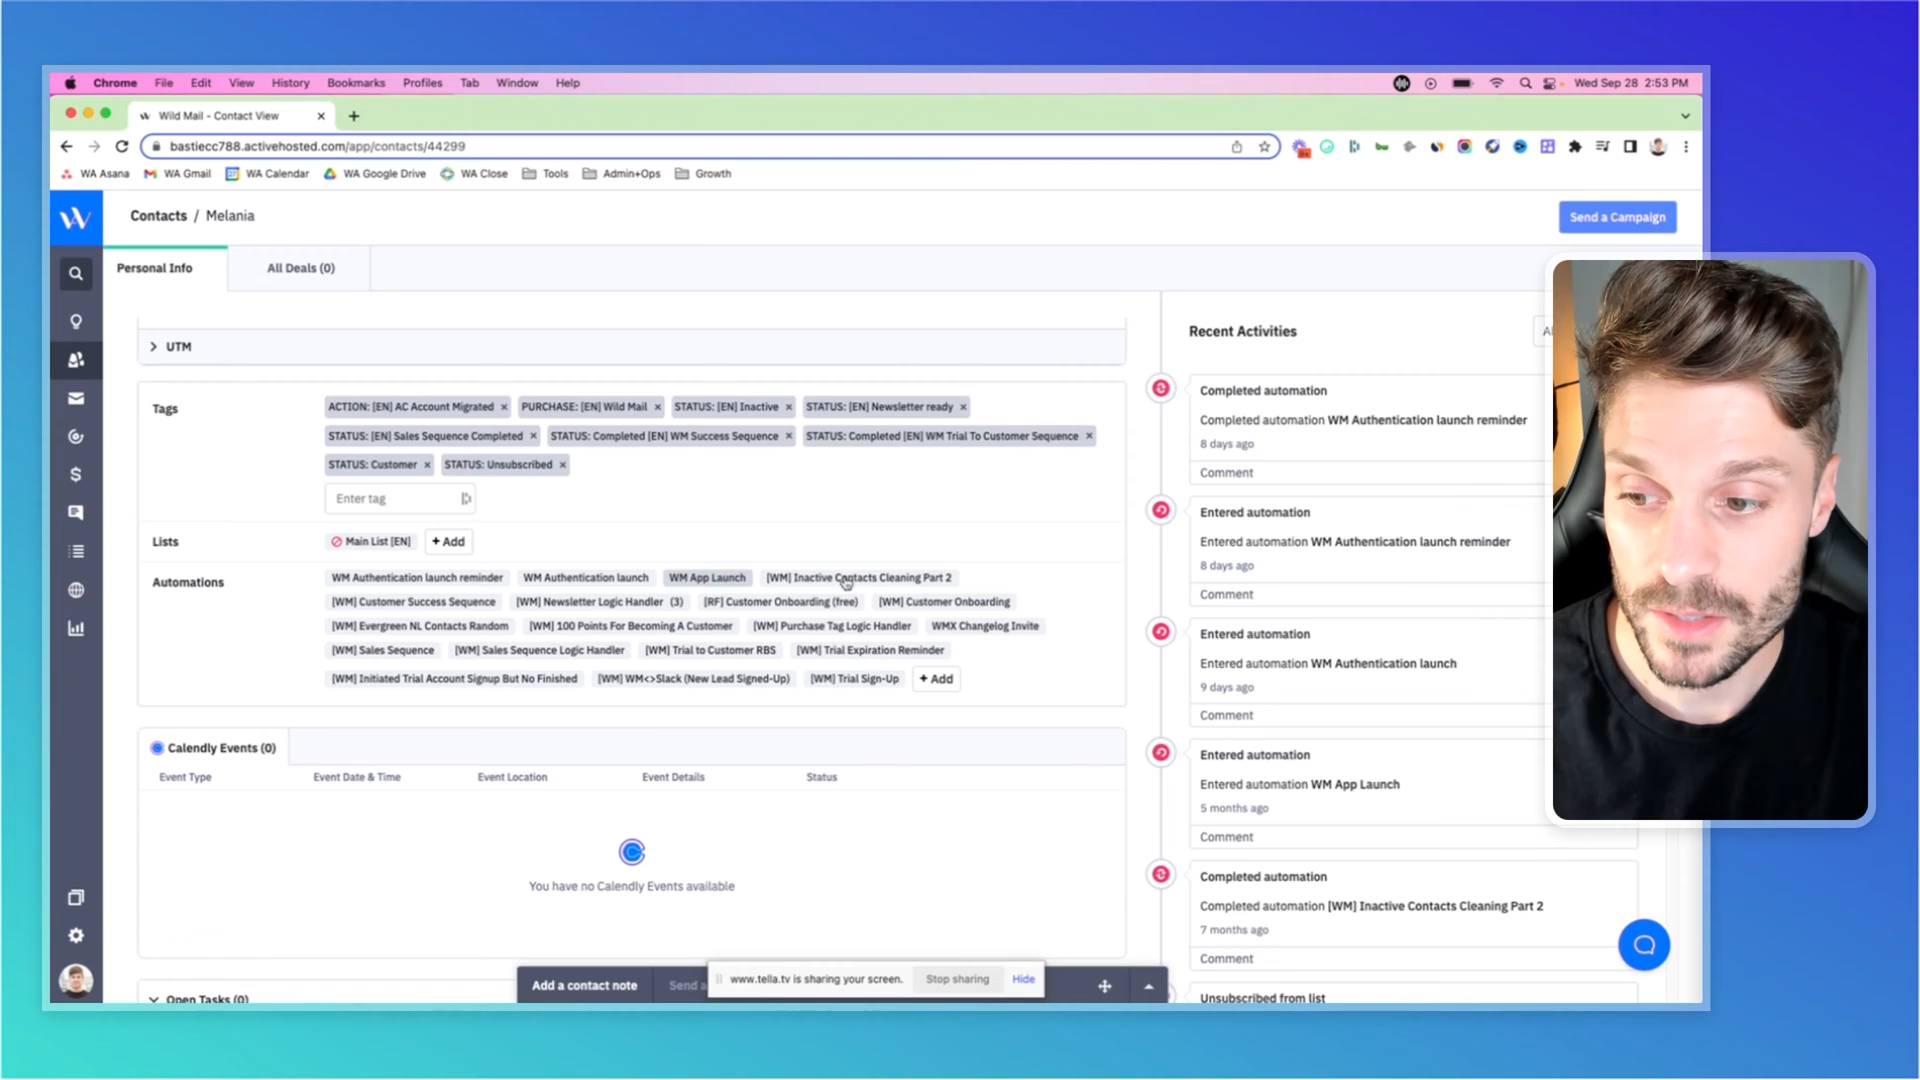 Chrome File Edit View History Bookmarks Profiles Tab Window Help Wed Sep 28 2:53 PM
Wild Mail - Contact View
bastiecc788.activehosted.com/app/contacts/44299
WA Asana WA Gmail WA Calendar WA Google Drive WA Close Tools Admin+Ops Growth
Contacts / Melania
Send a Campaign
Personal Info All Deals (0)
UTM
Tags
ACTION: [EN] AC Account Migrated × PURCHASE: [EN] Wild Mail × STATUS: [EN] Inactive × STATUS: [EN] Newsletter ready ×
STATUS: [EN] Sales Sequence Completed × STATUS: Completed [EN] WM Success Sequence × STATUS: Completed [EN] WM Trial To Customer Sequence ×
STATUS: Customer × STATUS: Unsubscribed ×
Enter tag
Lists
Main List [EN] + Add
Automations
WM Authentication launch reminder WM Authentication launch WM App Launch [WM] Inactive Contacts Cleaning Part 2
[WM] Customer Success Sequence [WM] Newsletter Logic Handler (3) [RF] Customer Onboarding (free) [WM] Customer Onboarding
[WM] Evergreen NL Contacts Random [WM] 100 Points For Becoming A Customer [WM] Purchase Tag Logic Handler WMX Changelog Invite
[WM] Sales Sequence [WM] Sales Sequence Logic Handler [WM] Trial to Customer RBS [WM] Trial Expiration Reminder
[WM] Initiated Trial Account Signup But No Finished [WM] WM<>Slack (New Lead Signed-Up) [WM] Trial Sign-Up + Add
Calendly Events (0)
Event Type Event Date & Time Event Location Event Details Status
You have no Calendly Events available
Open Tasks (0)
Add a contact note
www.tella.tv is sharing your screen. Stop sharing Hide
Recent Activities
Completed automation
Completed automation WM Authentication launch reminder
8 days ago
Comment
Entered automation
Entered automation WM Authentication launch reminder
8 days ago
Comment
Entered automation
Entered automation WM Authentication launch
9 days ago
Comment
Entered automation
Entered automation WM App Launch
5 months ago
Comment
Completed automation
Completed automation [WM] Inactive Contacts Cleaning Part 2
7 months ago
Comment
Unsubscribed from list